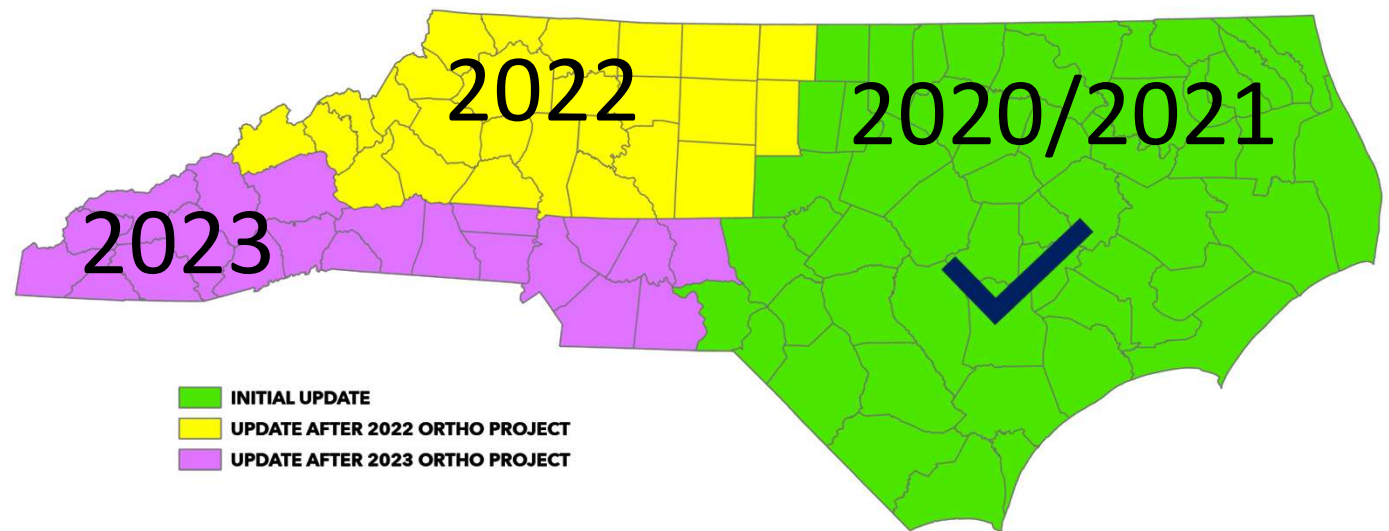 2022
2020/2021
2023
INITIAL UPDATE
UPDATE AFTER 2022 ORTHO PROJECT
UPDATE AFTER 2023 ORTHO PROJECT